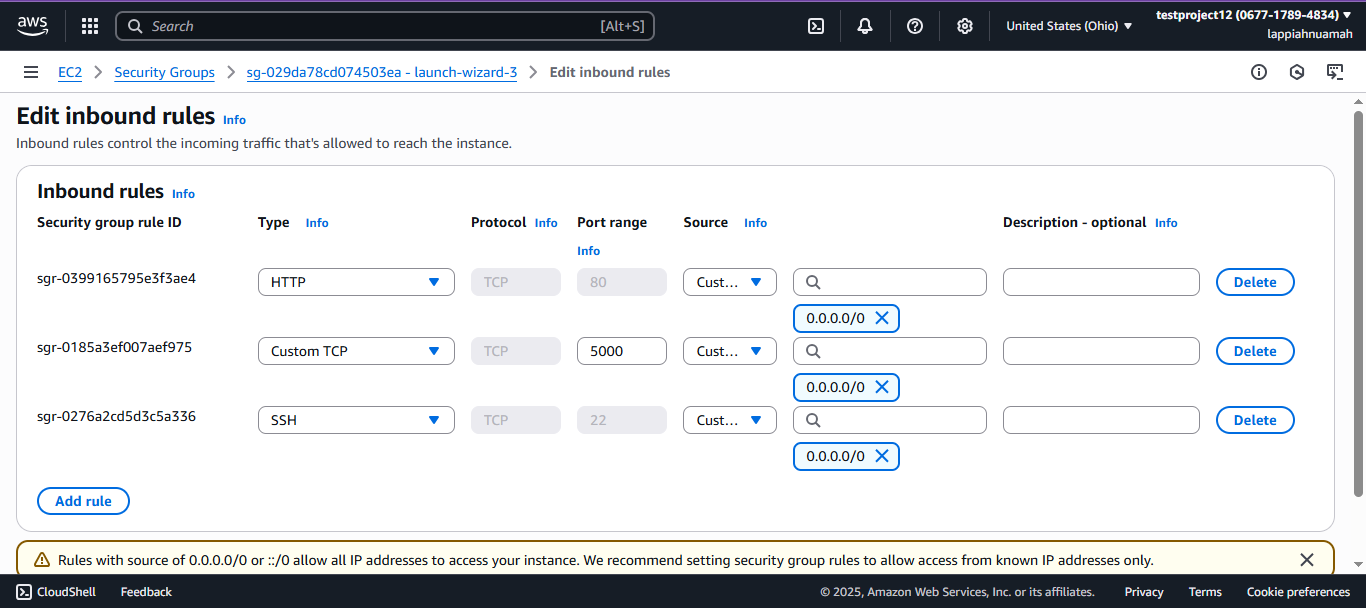 aws
Search [Alt+S]
United States (Ohio)
testproject12 (0677-1789-4834)
lappiahnuamah
EC2 Security Groups sg-029da78cd074503ea - launch-wizard-3 Edit inbound rules
Edit inbound rules Info
Inbound rules control the incoming traffic that's allowed to reach the instance.
Inbound rules Info
Security group rule ID Type Info Protocol Info Port range Source Info Description - optional Info
Info
sgr-0399165795e3f3ae4 HTTP TCP 80 Cust... Delete
0.0.0.0/0
sgr-0185a3ef007aef975 Custom TCP TCP 5000 Cust... Delete
0.0.0.0/0
sgr-0276a2cd5d3c5a336 SSH TCP 22 Cust... Delete
0.0.0.0/0
Add rule
Rules with source of 0.0.0.0/0 or ::/0 allow all IP addresses to access your instance. We recommend setting security group rules to allow access from known IP addresses only.
CloudShell Feedback © 2025, Amazon Web Services, Inc. or its affiliates. Privacy Terms Cookie preferences